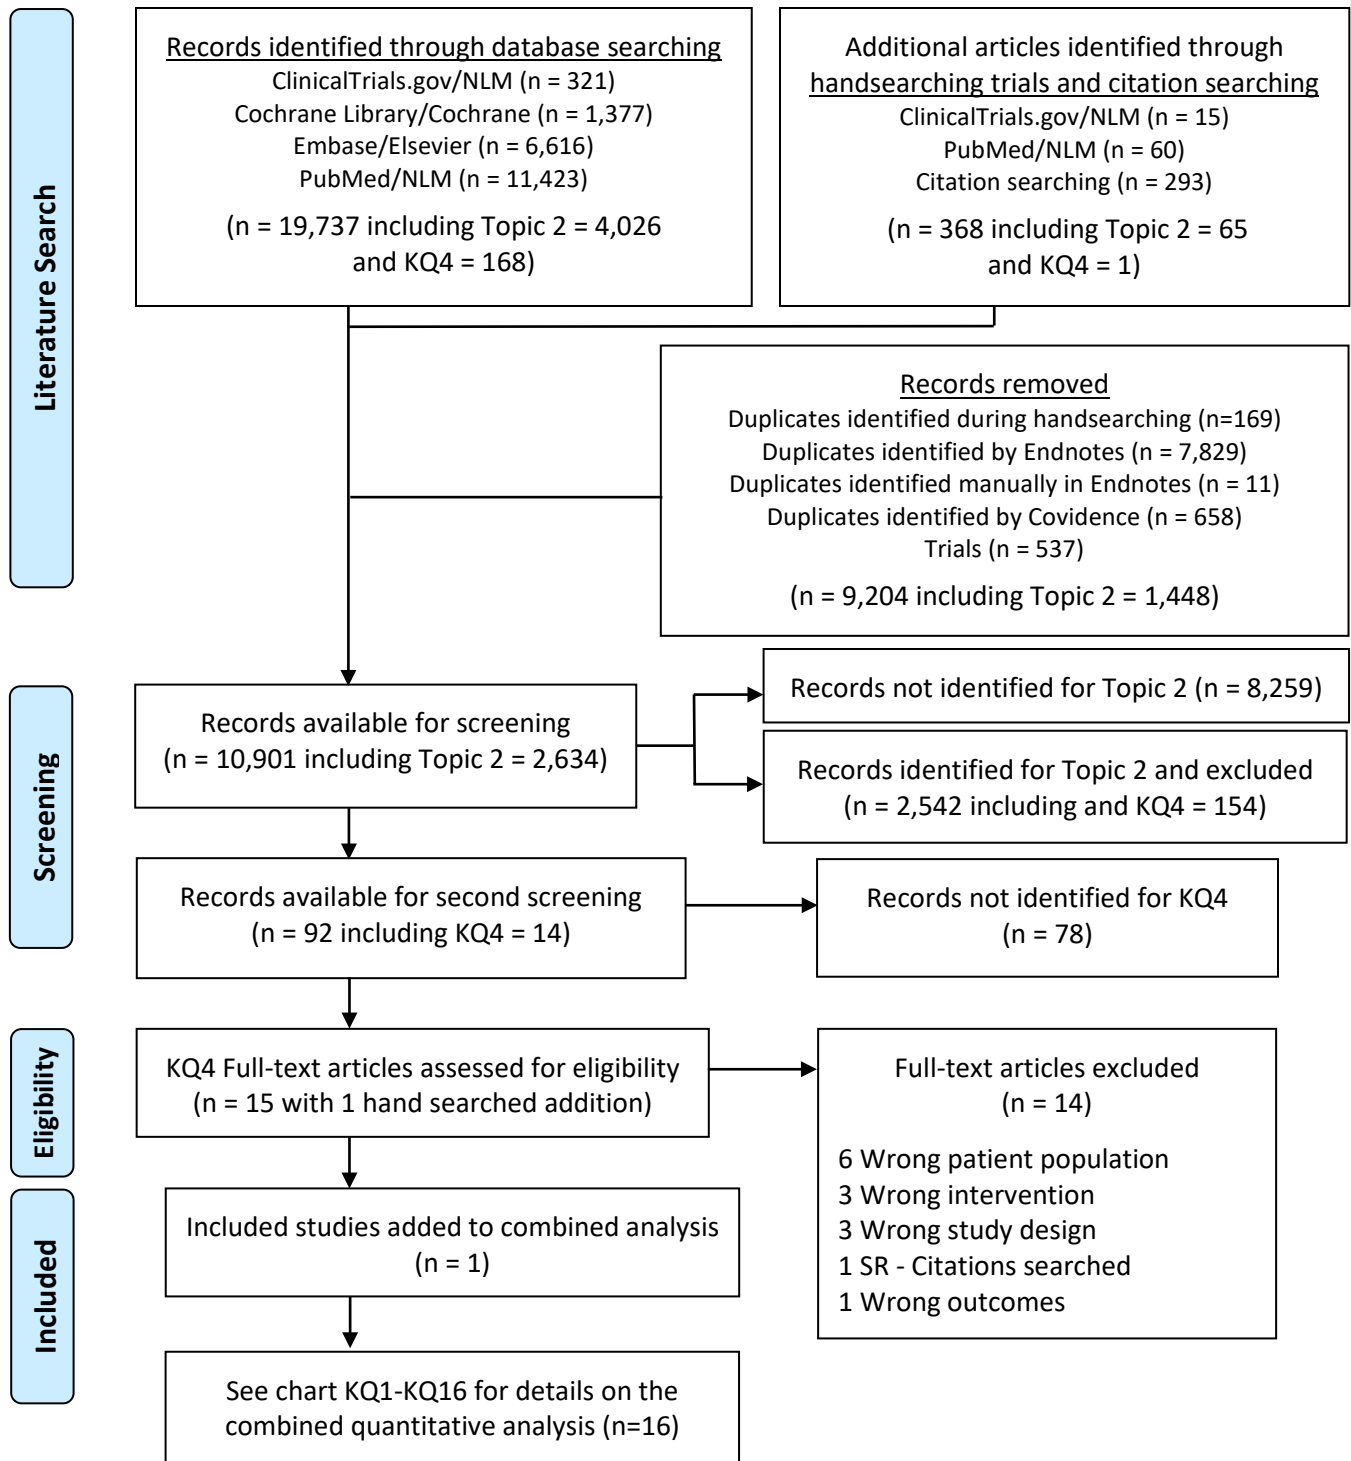 Literature Search
Records identified through database searching
ClinicalTrials.gov/NLM (n = 321)
Cochrane Library/Cochrane (n = 1,377)
Embase/Elsevier (n = 6,616)
PubMed/NLM (n = 11,423)
(n = 19,737 including Topic 2 = 4,026
and KQ4 = 168)
Additional articles identified through
handsearching trials and citation searching
ClinicalTrials.gov/NLM (n = 15)
PubMed/NLM (n = 60)
Citation searching (n = 293)
(n = 368 including Topic 2 = 65
and KQ4 = 1)
Records removed
Duplicates identified during handsearching (n=169)
Duplicates identified by Endnotes (n = 7,829)
Duplicates identified manually in Endnotes (n = 11)
Duplicates identified by Covidence (n = 658)
Trials (n = 537)
(n = 9,204 including Topic 2 = 1,448)
Screening
Records available for screening
(n = 10,901 including Topic 2 = 2,634)
Records not identified for Topic 2 (n = 8,259)
Records identified for Topic 2 and excluded
(n = 2,542 including and KQ4 = 154)
Records available for second screening
(n = 92 including KQ4 = 14)
Records not identified for KQ4
(n = 78)
Eligibility
KQ4 Full-text articles assessed for eligibility
(n = 15 with 1 hand searched addition)
Full-text articles excluded
(n = 14)
6 Wrong patient population
3 Wrong intervention
3 Wrong study design
1 SR - Citations searched
1 Wrong outcomes
Included
Included studies added to combined analysis
(n = 1)
See chart KQ1-KQ16 for details on the
combined quantitative analysis (n=16)